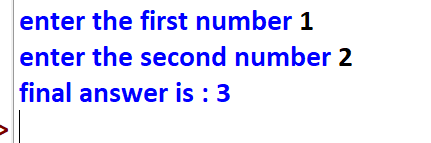 enter the first number 1
enter the second number 2
final answer is : 3
>